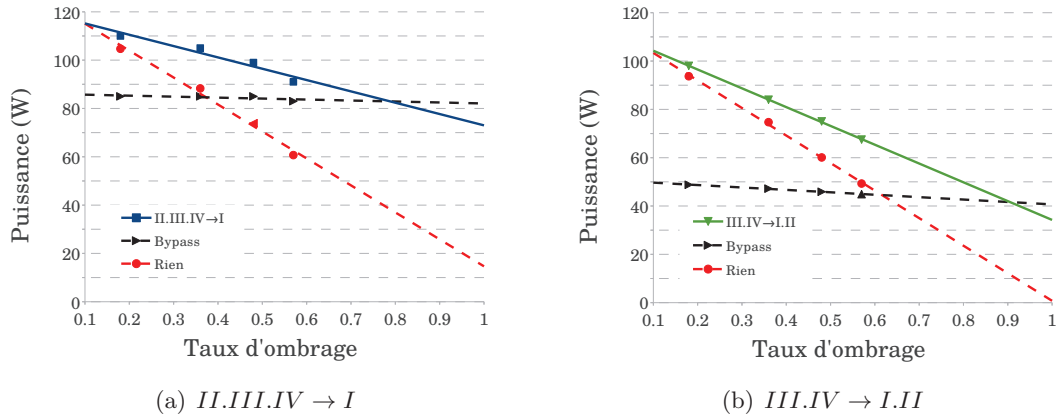 120
100
80
60
40
20
0
Puissance (W)
II.III.IV→I
Bypass
Rien
0.1 0.2 0.3 0.4 0.5 0.6 0.7 0.8 0.9 1
Taux d'ombrage
(a) II.III.IV → I
120
100
80
60
40
20
0
Puissance (W)
III.IV→I.II
Bypass
Rien
0.1 0.2 0.3 0.4 0.5 0.6 0.7 0.8 0.9 1
Taux d'ombrage
(b) III.IV → I.II